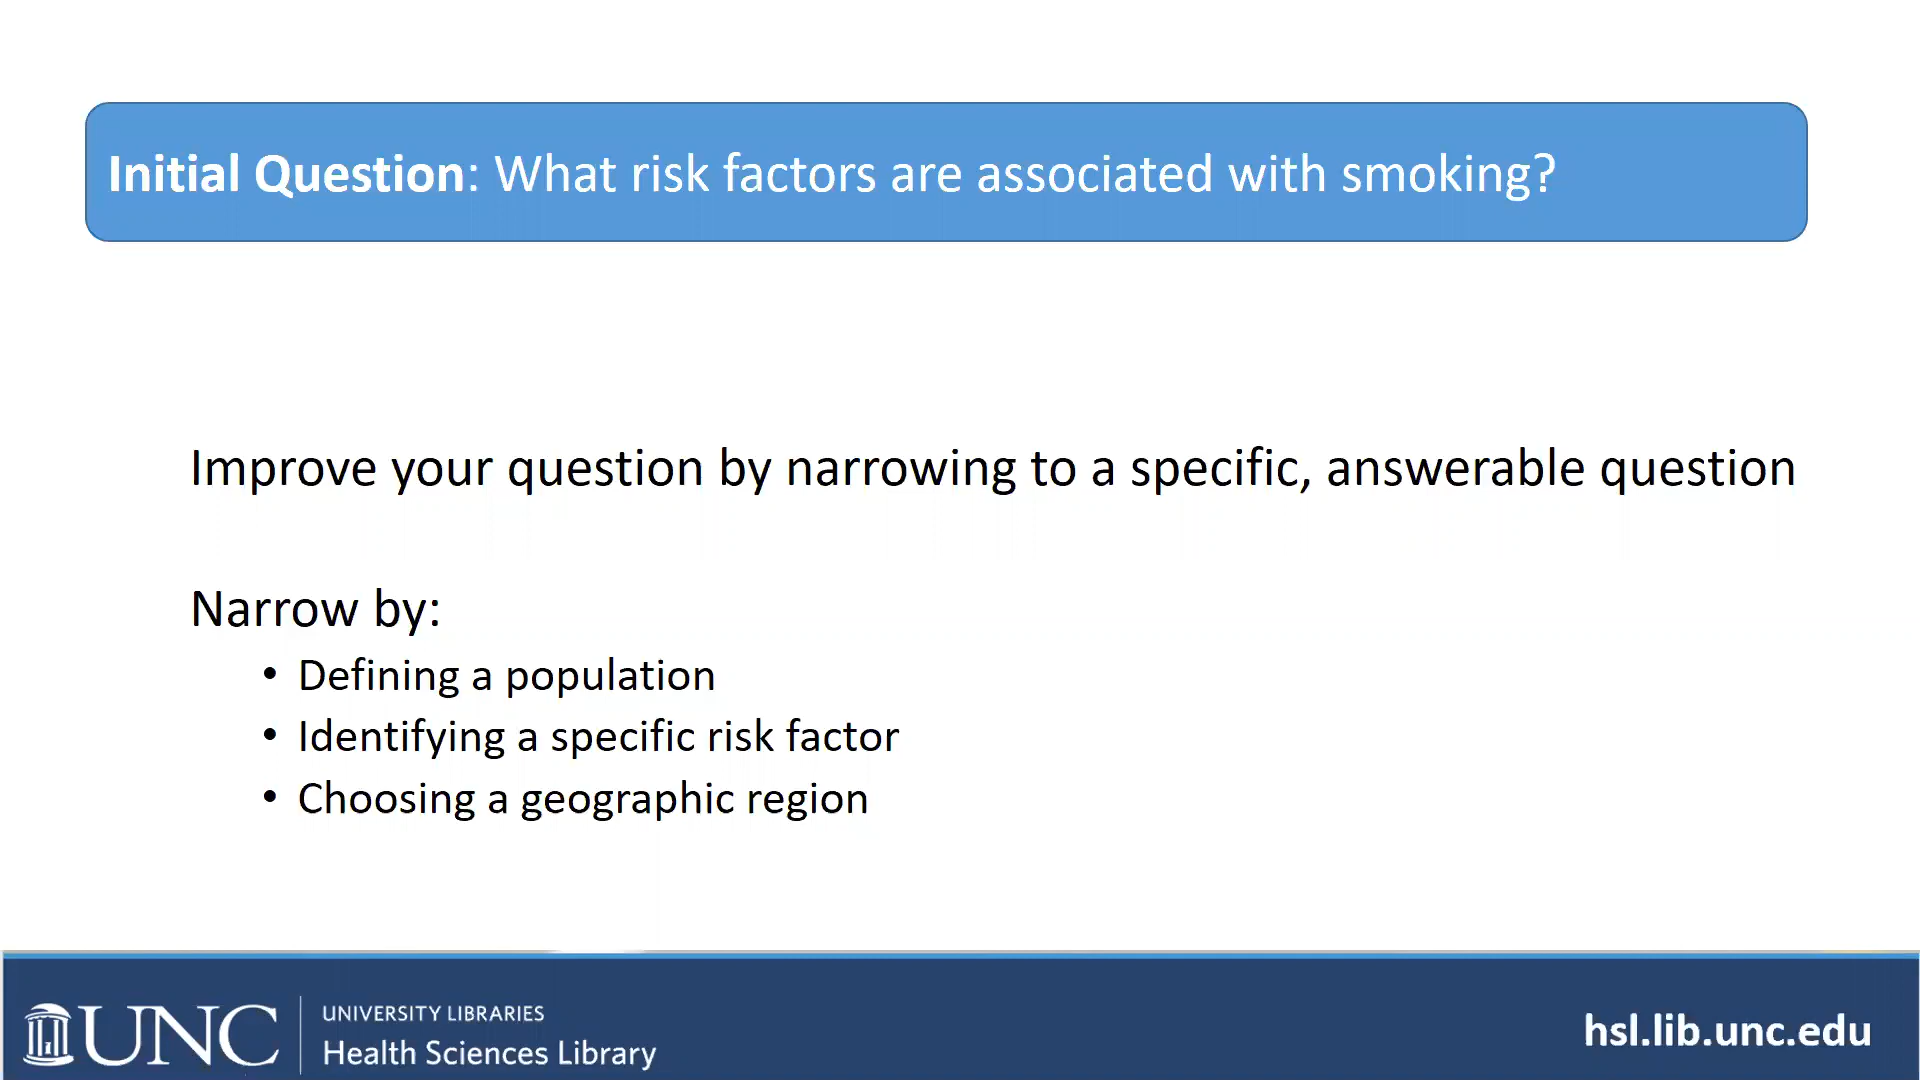 Initial Question: What risk factors are associated with smoking?
Improve your question by narrowing to a specific, answerable question
Narrow by:
• Defining a population
• Identifying a specific risk factor
• Choosing a geographic region
UNC
UNIVERSITY LIBRARIES
Health Sciences Library
hsl.lib.unc.edu